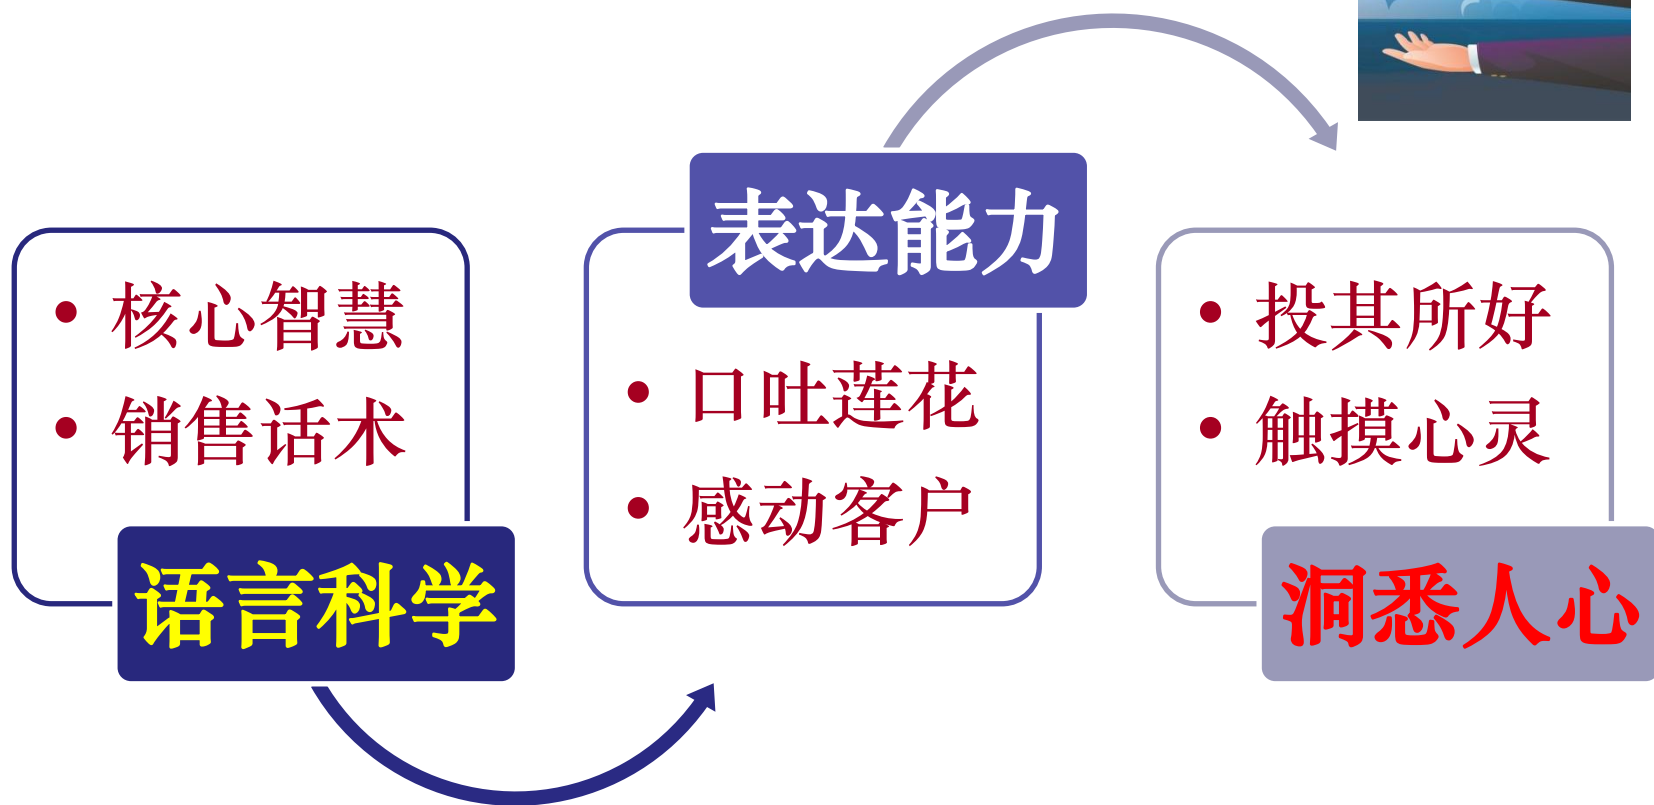 核心智慧
销售话术
语言科学
表达能力
口吐莲花
感动客户
投其所好
触摸心灵
洞悉人心